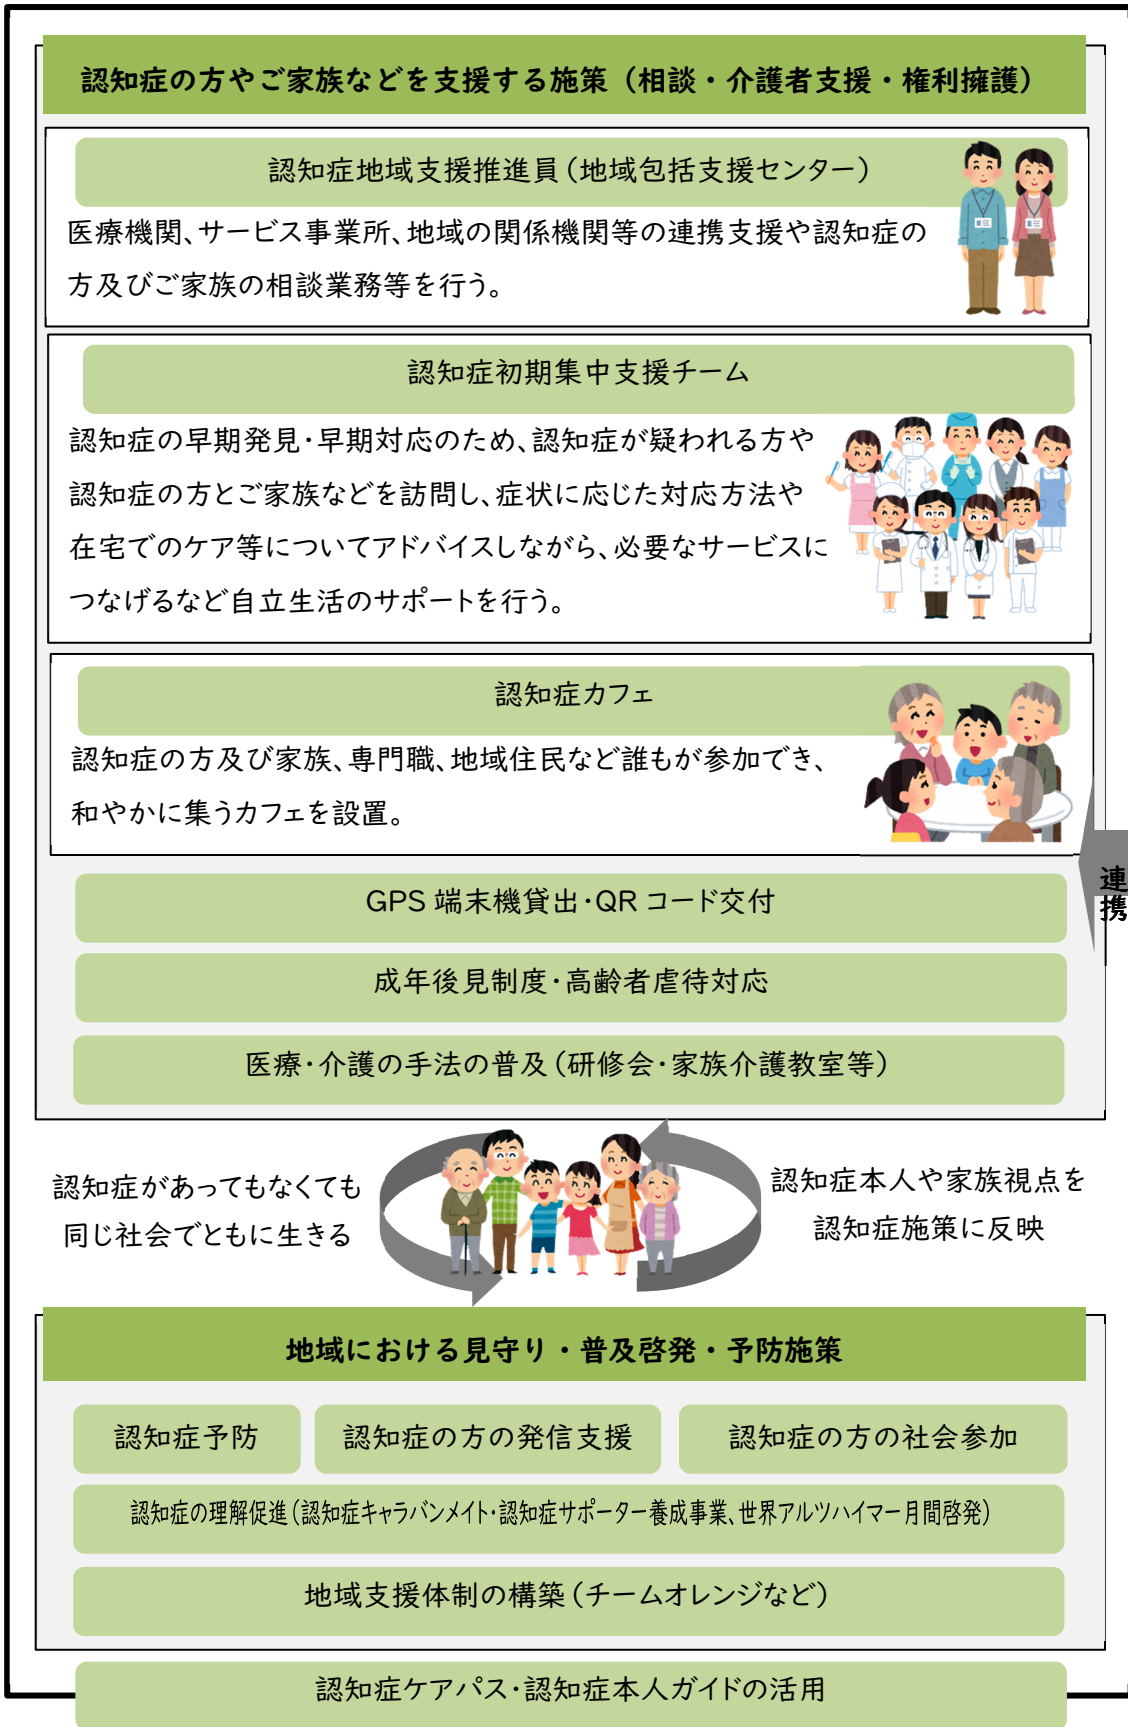 認知症の方やご家族などを支援する施策（相談・介護者支援・権利擁護）
認知症地域支援推進員（地域包括支援センター）
医療機関、サービス事業所、地域の関係機関等の連携支援や認知症の
方及びご家族の相談業務等を行う。
認知症初期集中支援チーム
認知症の早期発見・早期対応のため、認知症が疑われる方や
認知症の方とご家族などを訪問し、症状に応じた対応方法や
在宅でのケア等についてアドバイスしながら、必要なサービスに
つなげるなど自立生活のサポートを行う。
認知症カフェ
認知症の方及び家族、専門職、地域住民など誰もが参加でき、
和やかに集うカフェを設置。
連携
GPS 端末機貸出・QR コード交付
成年後見制度・高齢者虐待対応
医療・介護の手法の普及（研修会・家族介護教室等）
認知症があってもなくても
同じ社会でともに生きる
認知症本人や家族視点を
認知症施策に反映
地域における見守り・普及啓発・予防施策
認知症予防
認知症の方の発信支援
認知症の方の社会参加
認知症の理解促進（認知症キャラバンメイト・認知症サポーター養成事業、世界アルツハイマー月間啓発）
地域支援体制の構築（チームオレンジなど）
認知症ケアパス・認知症本人ガイドの活用